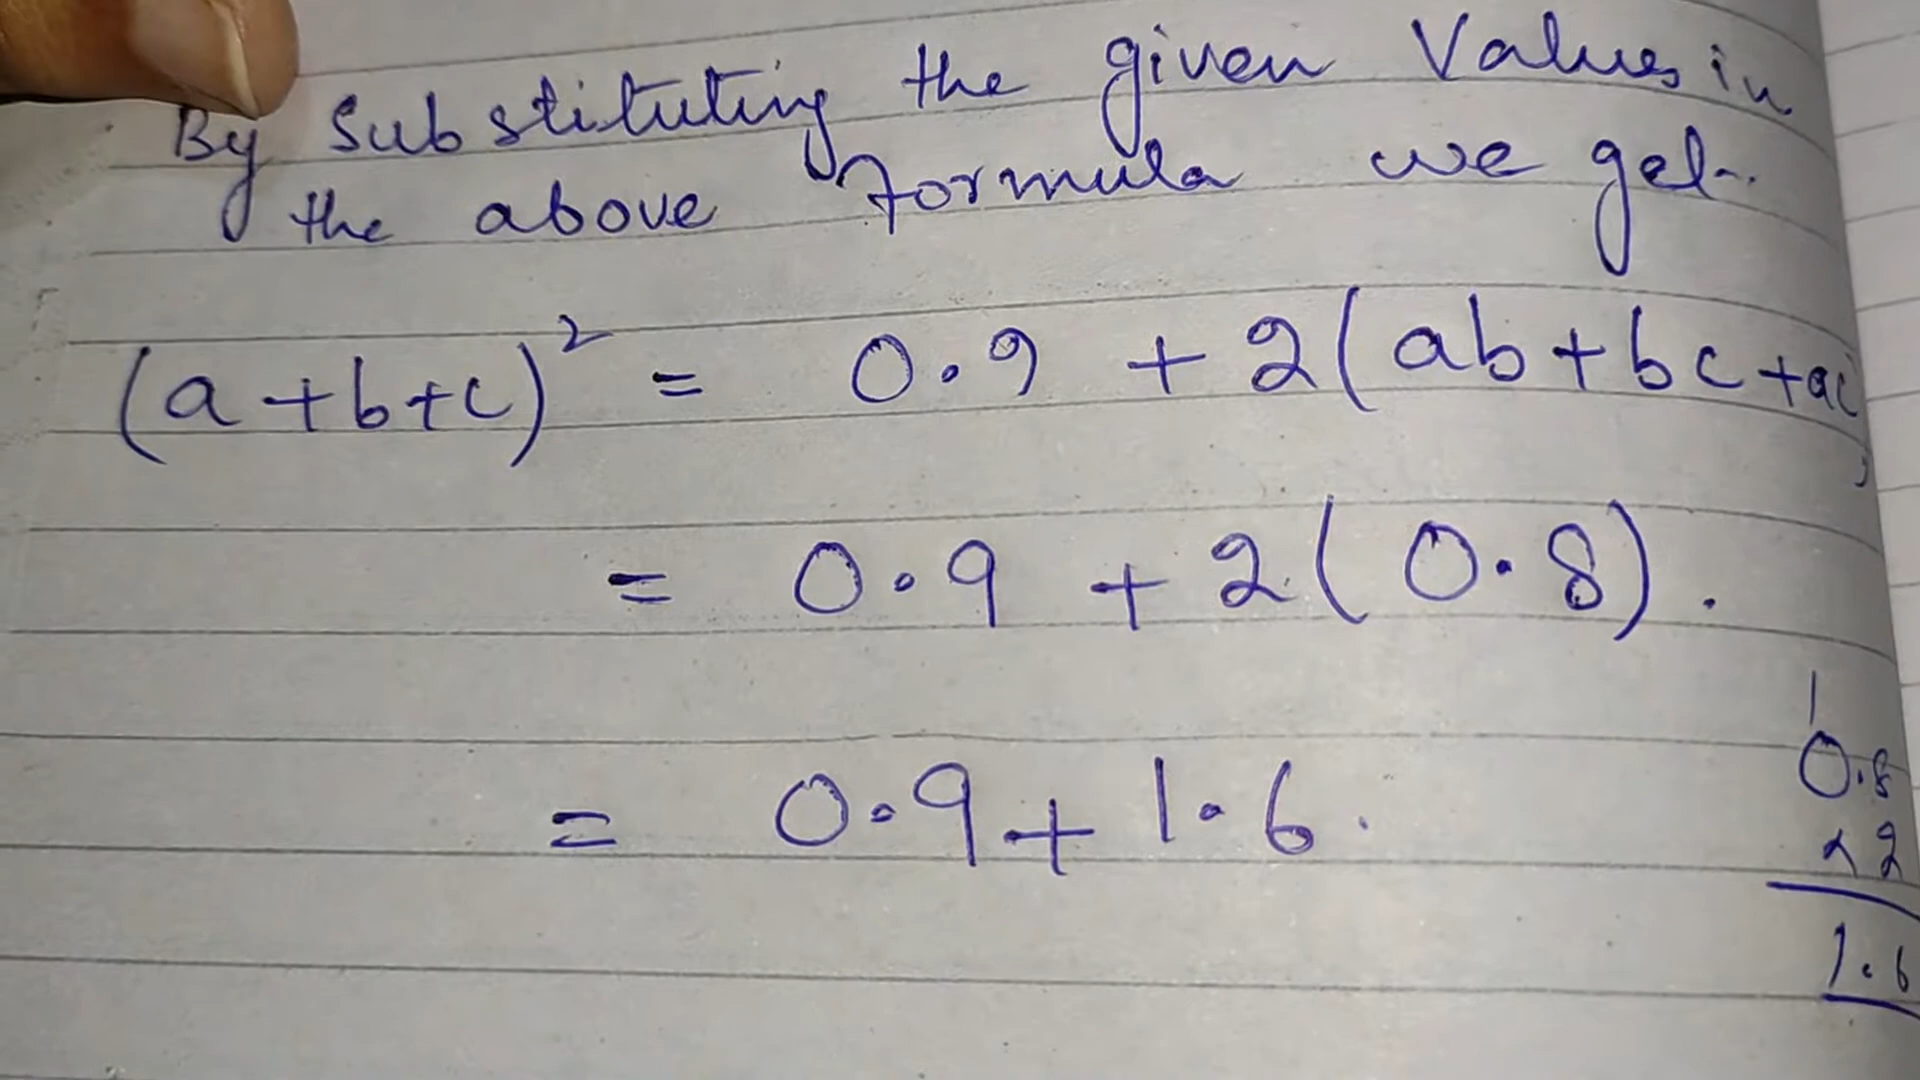 By Substituting the given Values in
the above formula we get.
(a+b+c)² = 0.9 + 2(ab+bc+ac)
= 0.9 + 2(0.8).
= 0.9 + 1.6.
1
0.8
×2
1.6